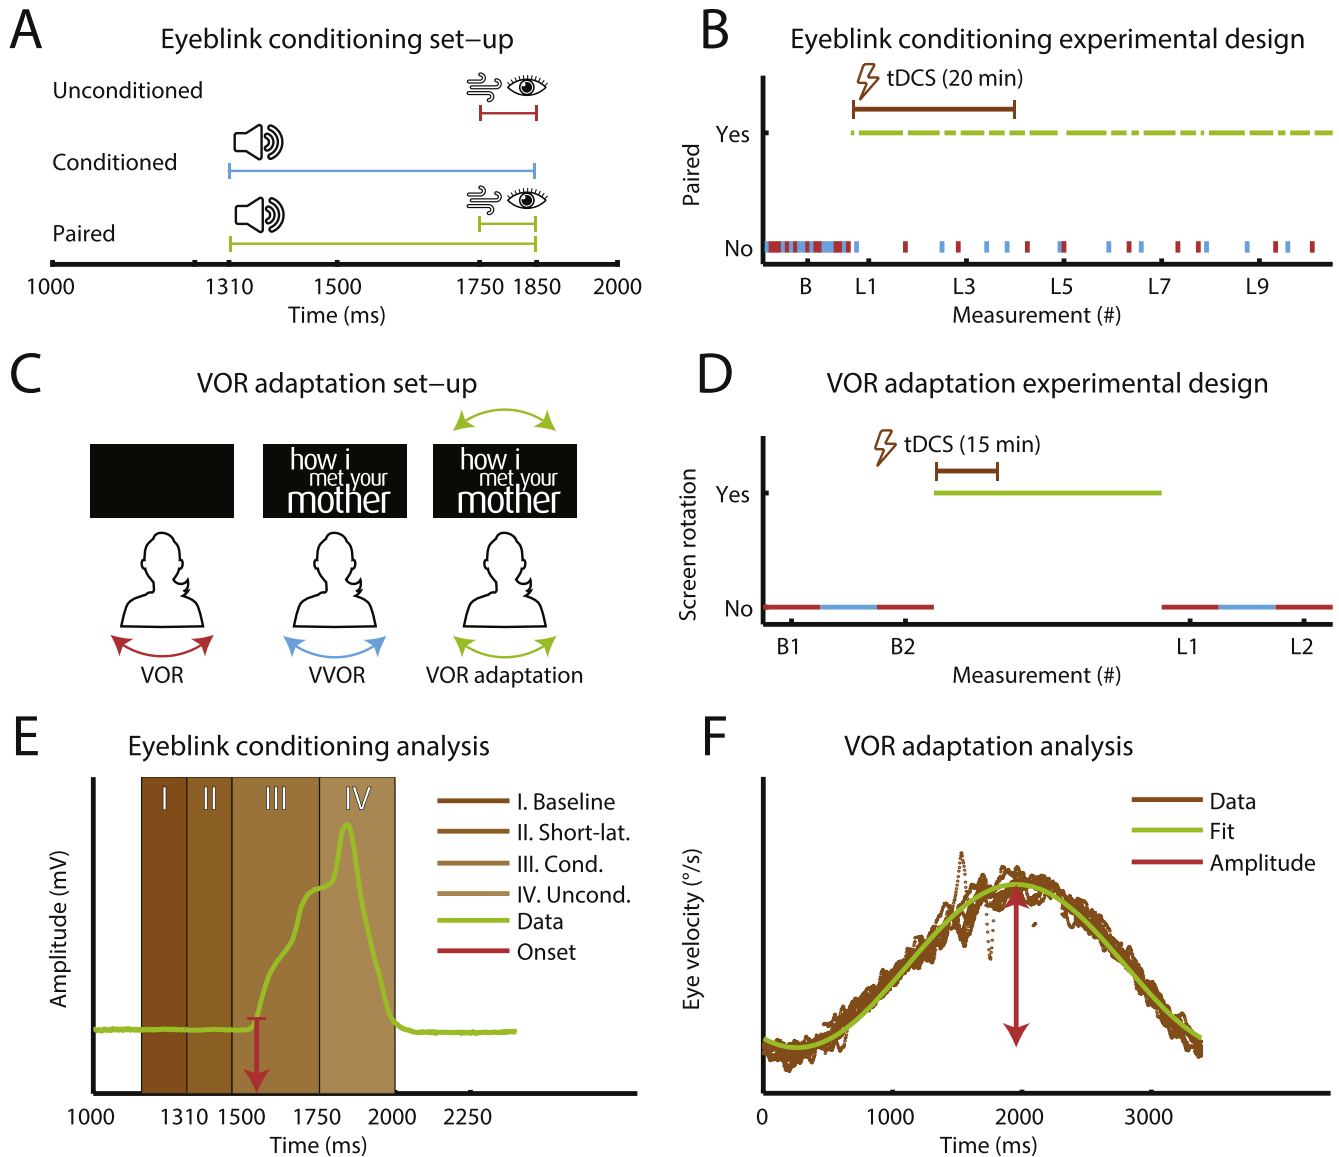 A
Eyeblink conditioning set−up
Unconditioned
Conditioned
Paired
1000 1310 1500 1750 1850 2000
Time (ms)
B
Eyeblink conditioning experimental design
tDCS (20 min)
Yes
No
Paired
B L1 L3 L5 L7 L9
Measurement (#)
C
VOR adaptation set−up
how i
met your
mother
how i
met your
mother
VOR VVOR VOR adaptation
D
VOR adaptation experimental design
tDCS (15 min)
Yes
No
Screen rotation
B1 B2 L1 L2
Measurement (#)
E
Eyeblink conditioning analysis
I II III IV
I. Baseline
II. Short-lat.
III. Cond.
IV. Uncond.
Data
Onset
Amplitude (mV)
1000 1310 1500 1750 2000 2250
Time (ms)
F
VOR adaptation analysis
Data
Fit
Amplitude
Eye velocity (°/s)
0 1000 2000 3000
Time (ms)